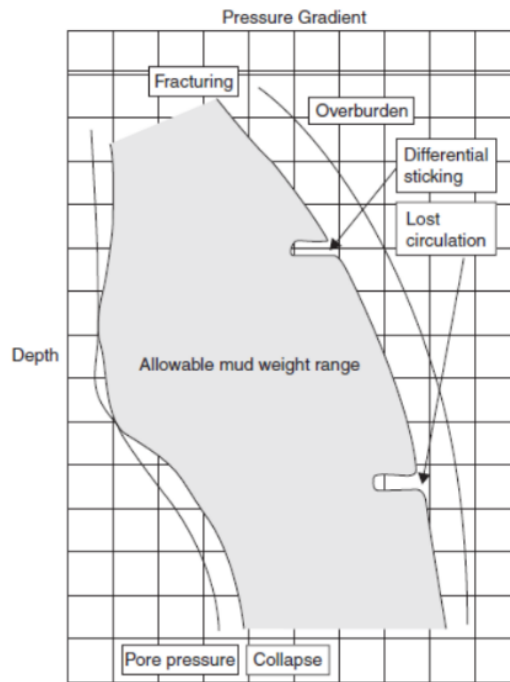 Pressure Gradient
Fracturing
Overburden
Differential
sticking
Lost
circulation
Depth
Allowable mud weight range
Pore pressure
Collapse